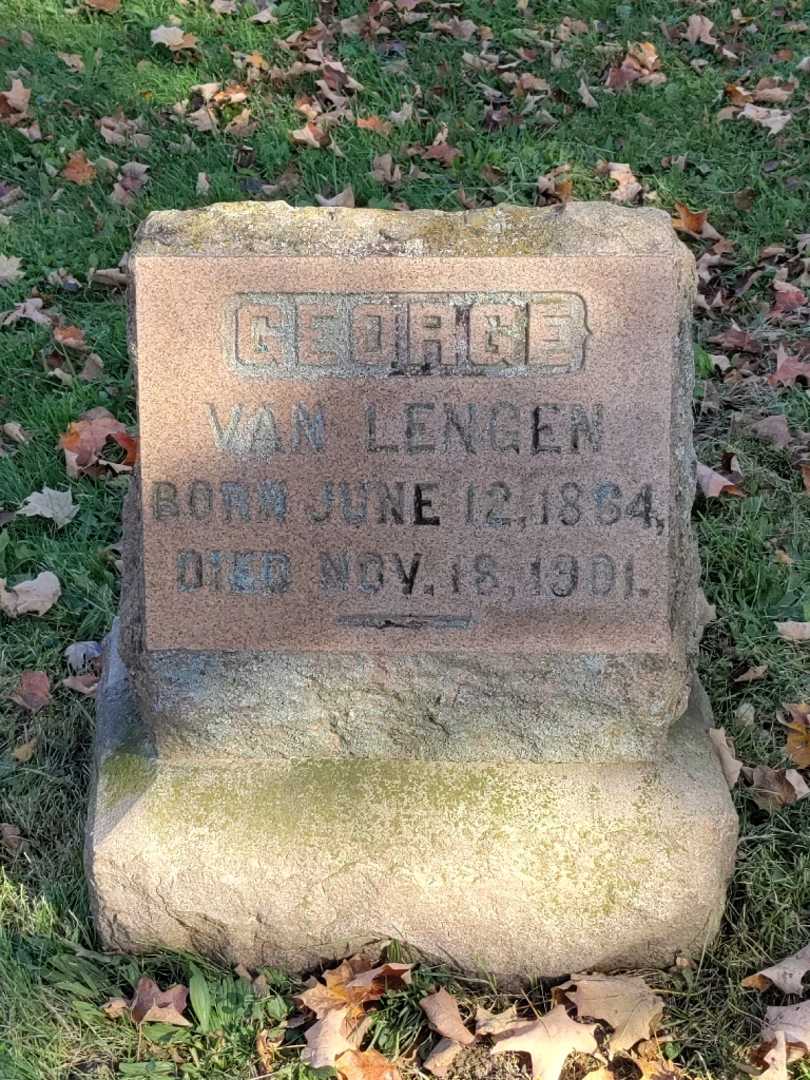 GEORGE
VAN LENGEN
BORN JUNE 12, 1864,
DIED NOV. 18, 1901.